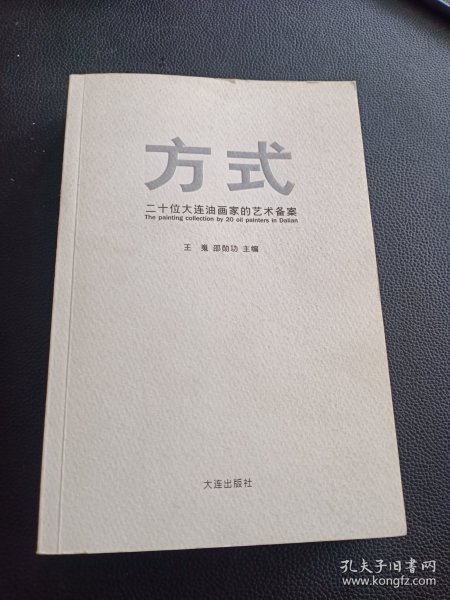 方式
二十位大连油画家的艺术备案
The painting collection by 20 oil painters in Dalian
王 嵬 邵勋功 主编
大连出版社
孔夫子旧书网
www.kongfz.com